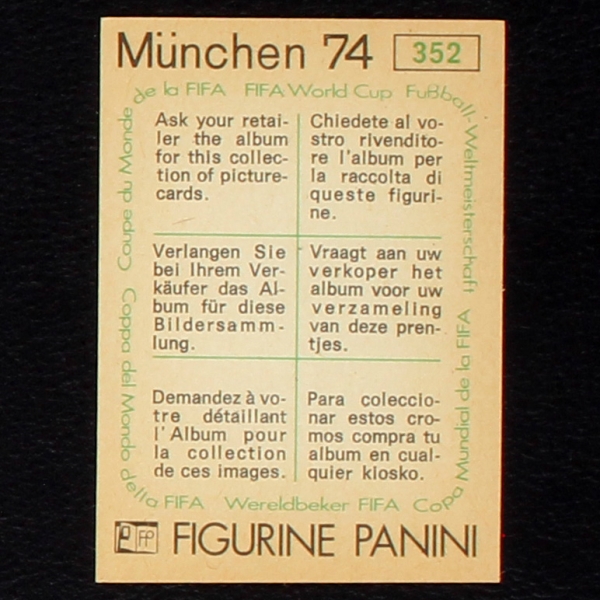 München 74 352
de la FIFA FIFA World Cup Fußball-Weltmeisterschaft
Coupe du Monde
Ask your retai-
ler the album
for this collec-
tion of picture-
cards.
Chiedete al vo-
stro rivendito-
re l'album per
la raccolta di
queste figuri-
ne.
Verlangen Sie
bei Ihrem Ver-
käufer das Al-
bum für diese
Bildersamm-
lung.
Vraagt aan uw
verkoper het
album voor uw
verzameling
van deze pren-
tjes.
Demandez à vo-
tre détaillant
l'Album pour
la collection
de ces images.
Para coleccio-
nar estos cro-
mos compra tu
album en cual-
quier kiosko.
Coppa del Mondo
della FIFA Wereldbeker FIFA Copa Mundial de la FIFA
FP FIGURINE PANINI